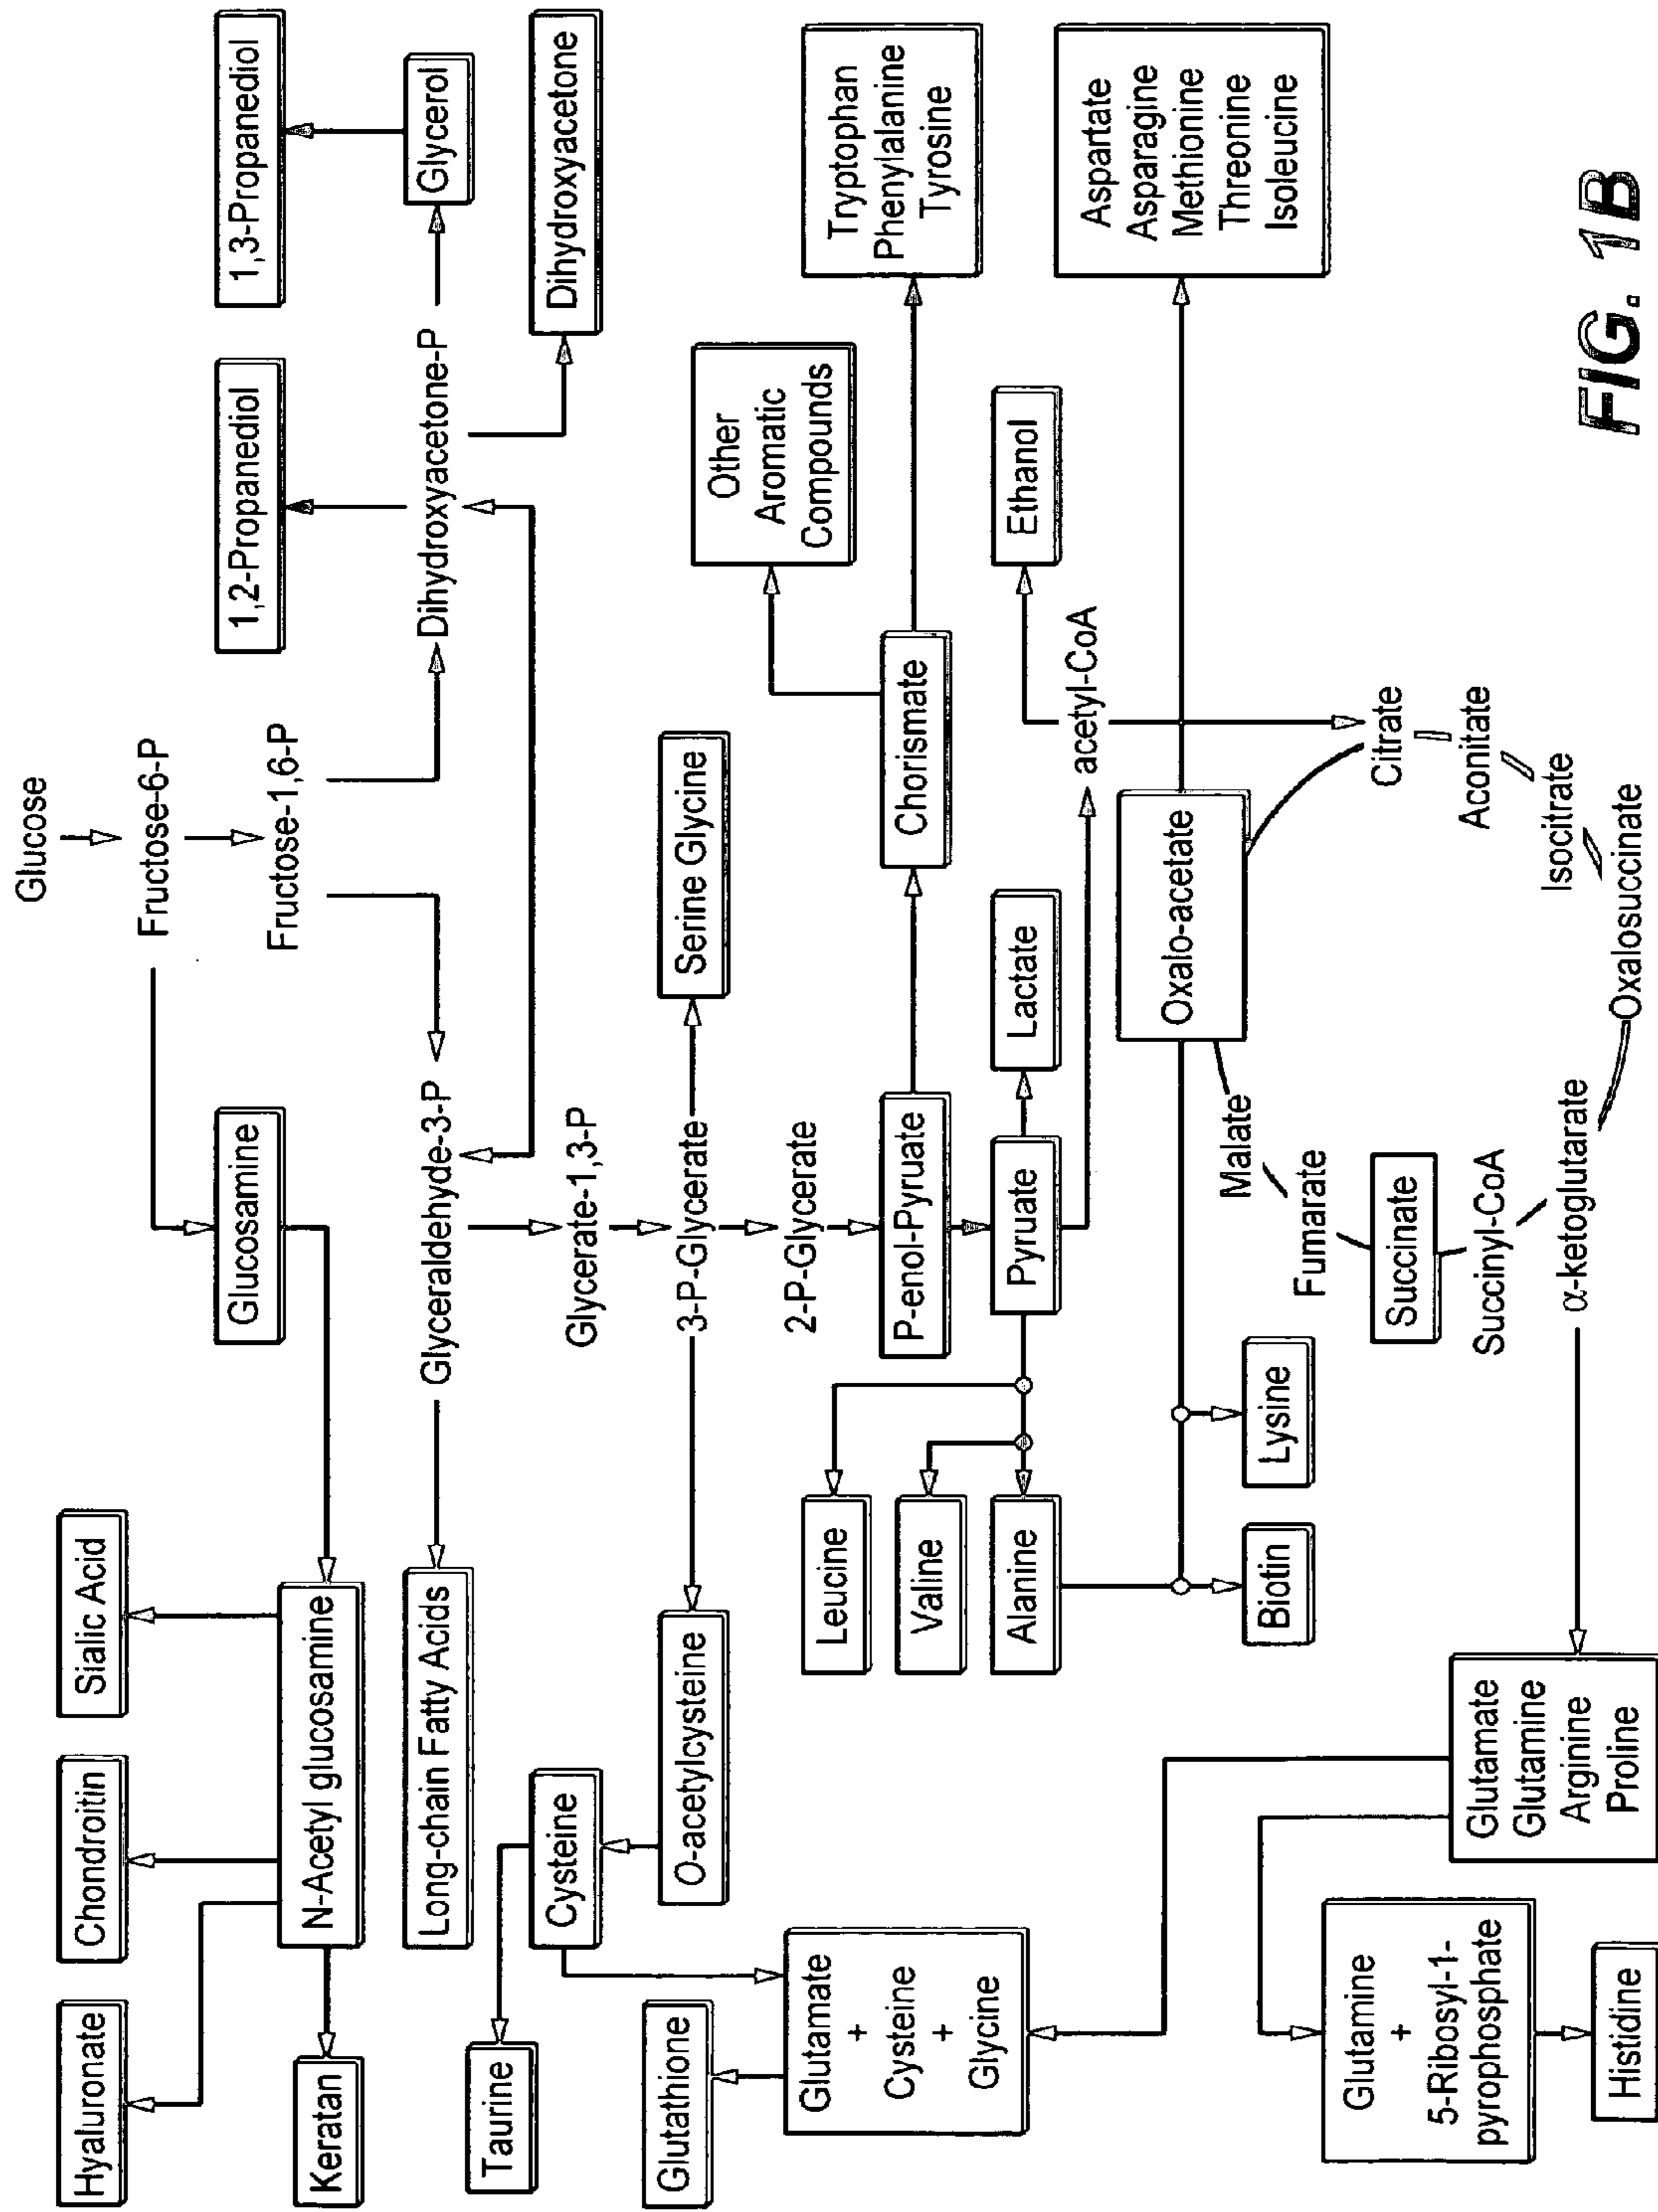 Glucose
Fructose-6-P
Fructose-1,6-P
Sialic Acid
Chondroitin
Hyaluronate
Glucosamine
1,2-Propanediol
1,3-Propanediol
N-Acetyl glucosamine
Keratan
Long-chain Fatty Acids
Glyceraldehyde-3-P
Dihydroxyacetone-P
Glycerol
Taurine
Cysteine
Glycerate-1,3-P
Dihydroxyacetone
Glutathione
O-acetylcysteine
3-P-Glycerate
Serine Glycine
Other
Aromatic
Compounds
Glutamate
+
Cysteine
+
Glycine
Leucine
2-P-Glycerate
Tryptophan
Phenylalanine
Tyrosine
Valine
P-enol-Pyruate
Chorismate
Alanine
Pyruate
Lactate
Ethanol
acetyl-CoA
Oxalo-acetate
Aspartate
Asparagine
Methionine
Threonine
Isoleucine
Biotin
Lysine
Malate
Fumarate
Succinate
Succinyl-CoA
α-ketoglutarate
Citrate
Aconitate
Isocitrate
Oxalosuccinate
Glutamine
+
5-Ribosyl-1-
pyrophosphate
Glutamate
Glutamine
Arginine
Proline
Histidine
FIG. 1B